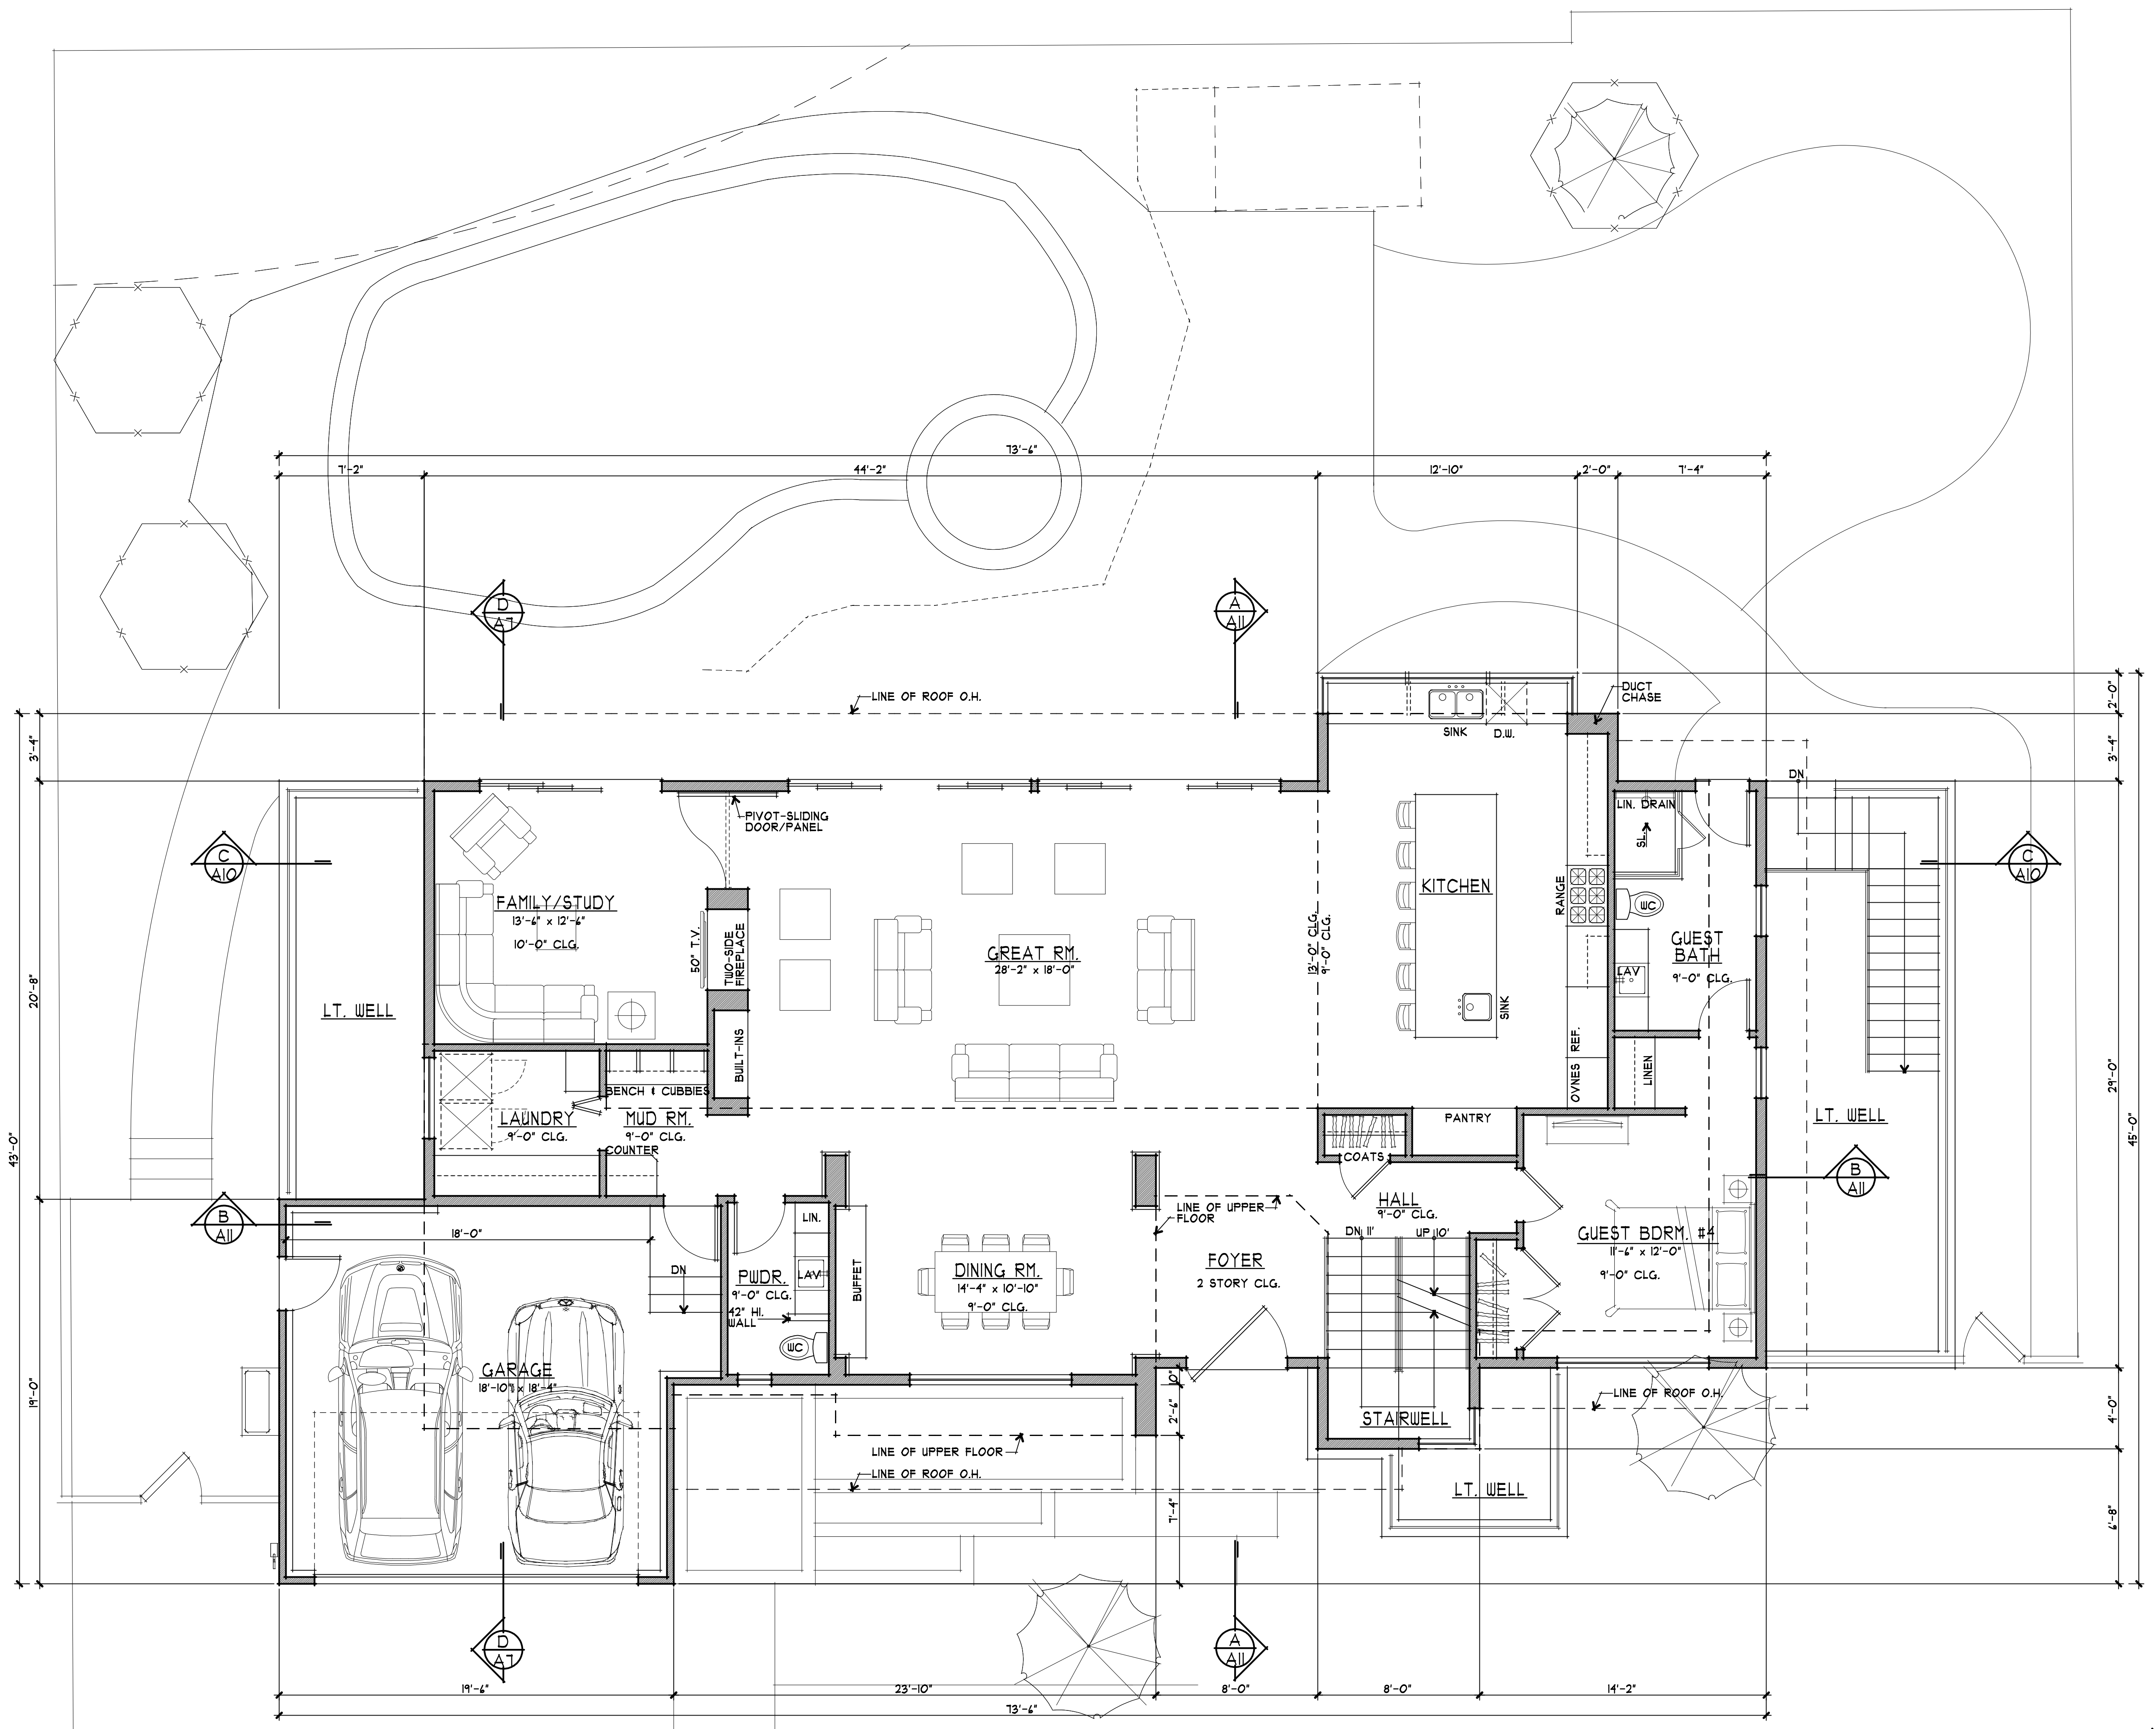 73'-6"
7'-2"
44'-2"
12'-10"
2'-0"
7'-4"
D
A7
A
A11
LINE OF ROOF O.H.
DUCT
CHASE
2'-0"
3'-4"
3'-4"
SINK
D.W.
DN
PIVOT-SLIDING
DOOR/PANEL
LIN. DRAIN
SL.
C
A10
C
A10
KITCHEN
RANGE
WC
FAMILY/STUDY
13'-6" x 12'-6"
10'-0" CLG.
50" T.V.
TWO-SIDE
FIREPLACE
GREAT RM.
28'-2" x 18'-0"
13'-0" CLG.
9'-0" CLG.
GUEST
BATH
9'-0" CLG.
LAV
20'-8"
LT. WELL
SINK
BUILT-INS
OVNES
REF.
LINEN
29'-0"
BENCH & CUBBIES
LAUNDRY
9'-0" CLG.
MUD RM.
9'-0" CLG.
COUNTER
PANTRY
COATS
LT. WELL
43'-0"
45'-0"
B
A11
B
A11
HALL
9'-0" CLG.
LINE OF UPPER
FLOOR
LIN.
18'-0"
DN 11'
UP 10'
GUEST BDRM. #4
11'-6" x 12'-0"
9'-0" CLG.
DN
PWDR.
9'-0" CLG.
LAV
42" HI.
WALL
WC
BUFFET
DINING RM.
14'-4" x 10'-10"
9'-0" CLG.
FOYER
2 STORY CLG.
GARAGE
18'-10" x 18'-4"
19'-0"
10"
2'-6"
7'-4"
STAIRWELL
LINE OF ROOF O.H.
4'-0"
LINE OF UPPER FLOOR
LINE OF ROOF O.H.
LT. WELL
6'-8"
D
A7
A
A11
19'-6"
23'-10"
8'-0"
8'-0"
14'-2"
73'-6"